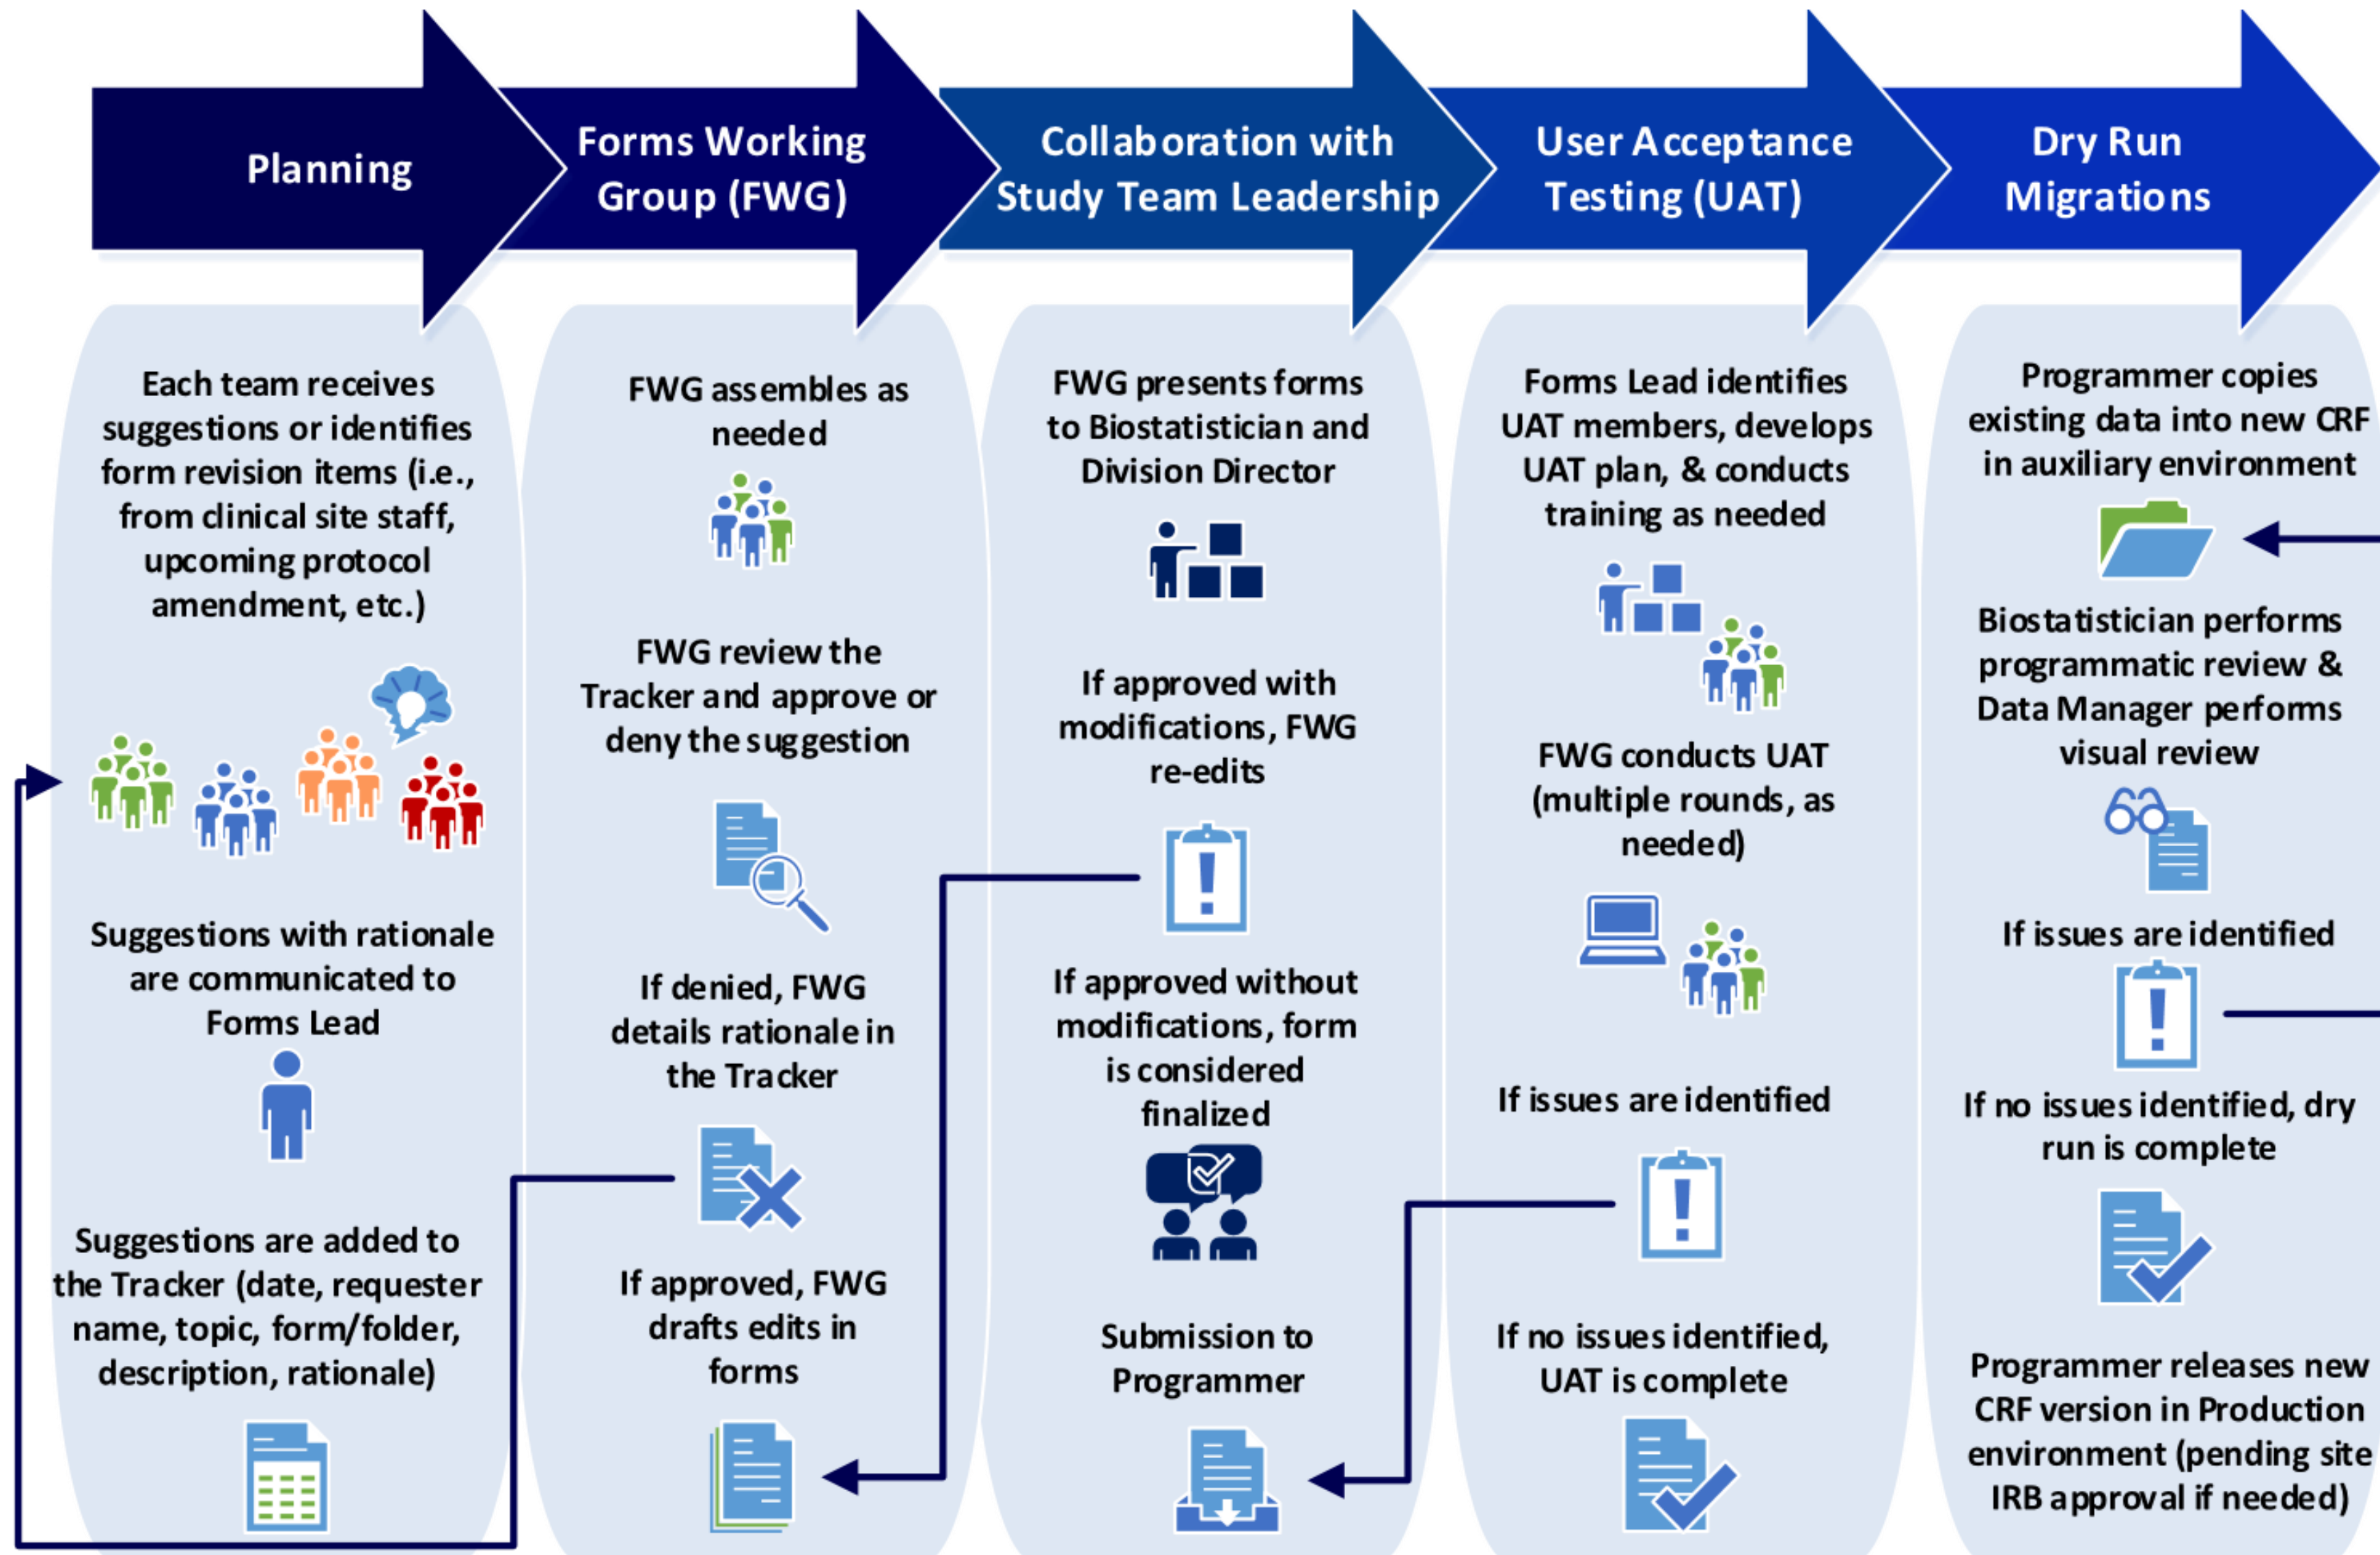 Planning
Forms Working
Group (FWG)
Collaboration with
Study Team Leadership
User Acceptance
Testing (UAT)
Dry Run
Migrations
Each team receives
suggestions or identifies
form revision items (i.e.,
from clinical site staff,
upcoming protocol
amendment, etc.)
Suggestions with rationale
are communicated to
Forms Lead
Suggestions are added to
the Tracker (date, requester
name, topic, form/folder,
description, rationale)
FWG assembles as
needed
FWG review the
Tracker and approve or
deny the suggestion
If denied, FWG
details rationale in
the Tracker
If approved, FWG
drafts edits in
forms
FWG presents forms
to Biostatistician and
Division Director
If approved with
modifications, FWG
re-edits
If approved without
modifications, form
is considered
finalized
Submission to
Programmer
Forms Lead identifies
UAT members, develops
UAT plan, & conducts
training as needed
FWG conducts UAT
(multiple rounds, as
needed)
If issues are identified
If no issues identified,
UAT is complete
Programmer copies
existing data into new CRF
in auxiliary environment
Biostatistician performs
programmatic review &
Data Manager performs
visual review
If issues are identified
If no issues identified, dry
run is complete
Programmer releases new
CRF version in Production
environment (pending site
IRB approval if needed)